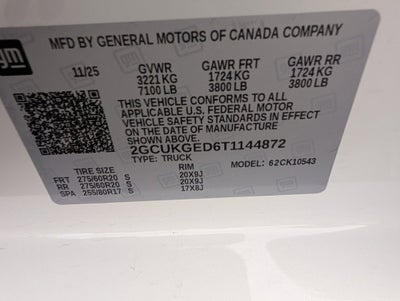 gm
MFD BY GENERAL MOTORS OF CANADA COMPANY
11/25 GVWR GAWR FRT GAWR RR
3221 KG 1724 KG 1724 KG
7100 LB 3800 LB 3800 LB
THIS VEHICLE CONFORMS TO ALL
APPLICABLE U.S. FEDERAL MOTOR
VEHICLE SAFETY STANDARDS IN EFFECT
ON THE DATE OF MANUFACTURE
SHOWN ABOVE.
2GCUKGED6T1144872
TYPE: TRUCK MODEL: 62CK10543
TIRE SIZE RIM
FRT 275/60R20 S 20X9J
RR 275/60R20 S 20X9J
SPA 255/80R17 S 17X8J